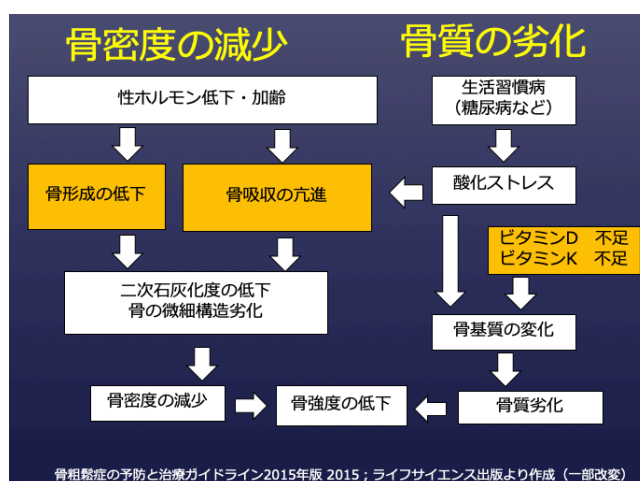 骨密度の減少
骨質の劣化
性ホルモン低下・加齢
生活習慣病
(糖尿病など)
骨形成の低下
骨吸収の亢進
酸化ストレス
ビタミンD 不足
ビタミンK 不足
二次石灰化度の低下
骨の微細構造劣化
骨基質の変化
骨密度の減少
骨強度の低下
骨質劣化
骨粗鬆症の予防と治療ガイドライン2015年版 2015；ライフサイエンス出版より作成（一部改変）